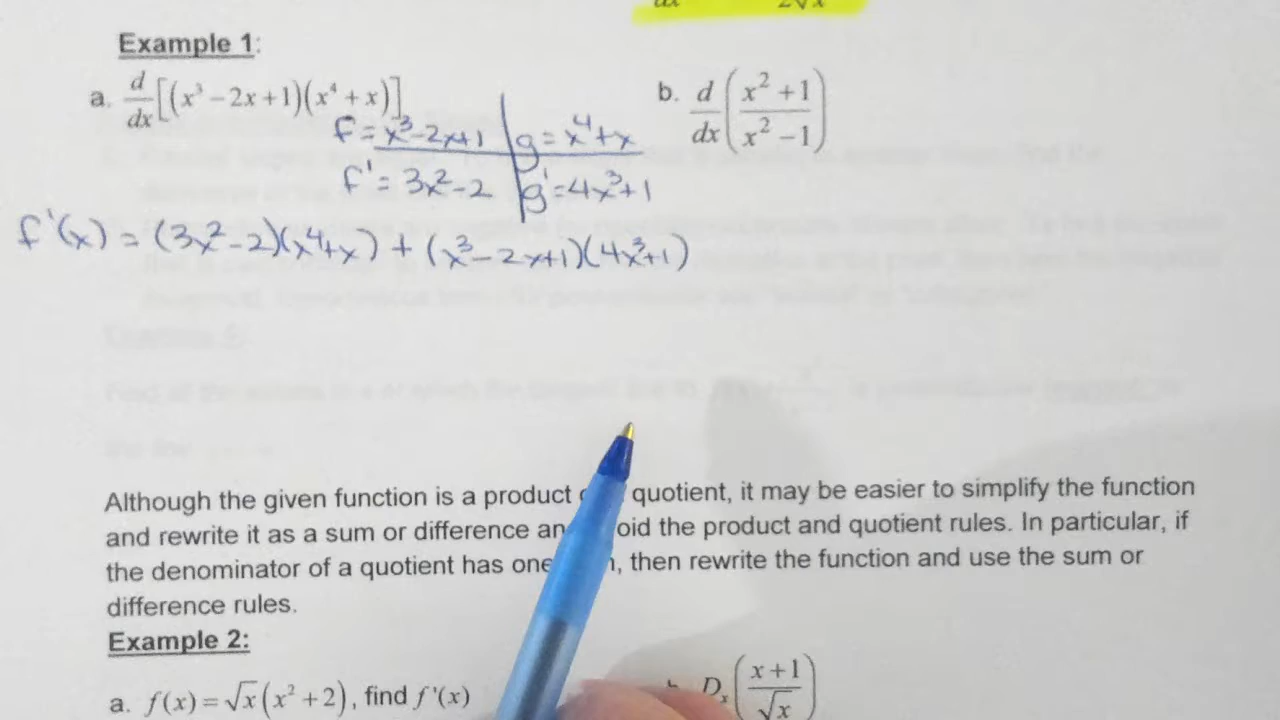 Example 1:
a. d/dx [(x³ − 2x + 1)(x⁴ + x)]
f = x³ − 2x + 1 | g = x⁴ + x
f' = 3x² − 2 | g' = 4x³ + 1
f'(x) = (3x² − 2)(x⁴ + x) + (x³ − 2x + 1)(4x³ + 1)
b. d/dx ((x² + 1)/(x² − 1))
Although the given function is a product quotient, it may be easier to simplify the function
and rewrite it as a sum or difference the product and quotient rules. In particular, if
the denominator of a quotient has then rewrite the function and use the sum or
difference rules.
Example 2:
a. f(x) = √x (x² + 2), find f '(x)
Dₓ ((x + 1)/√x)